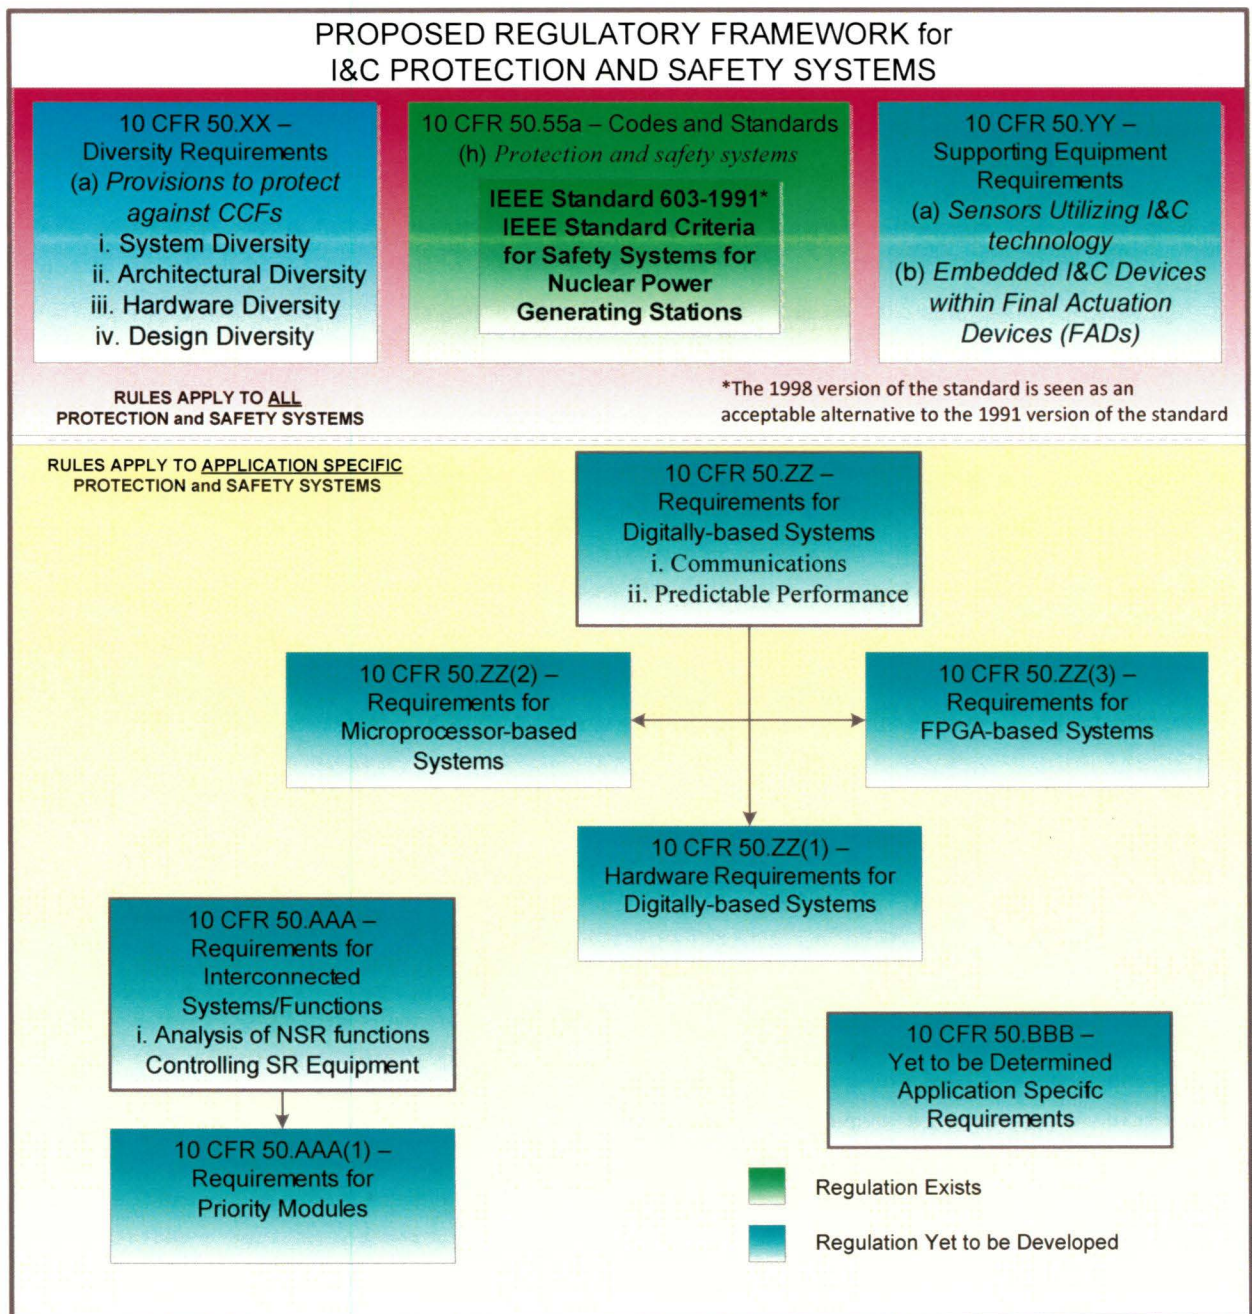 PROPOSED REGULATORY FRAMEWORK for
I&C PROTECTION AND SAFETY SYSTEMS
10 CFR 50.XX –
Diversity Requirements
(a) Provisions to protect
against CCFs
i. System Diversity
ii. Architectural Diversity
iii. Hardware Diversity
iv. Design Diversity
10 CFR 50.55a – Codes and Standards
(h) Protection and safety systems
IEEE Standard 603-1991*
IEEE Standard Criteria
for Safety Systems for
Nuclear Power
Generating Stations
10 CFR 50.YY –
Supporting Equipment
Requirements
(a) Sensors Utilizing I&C
technology
(b) Embedded I&C Devices
within Final Actuation
Devices (FADs)
RULES APPLY TO ALL
PROTECTION and SAFETY SYSTEMS
*The 1998 version of the standard is seen as an
acceptable alternative to the 1991 version of the standard
RULES APPLY TO APPLICATION SPECIFIC
PROTECTION and SAFETY SYSTEMS
10 CFR 50.ZZ –
Requirements for
Digitally-based Systems
i. Communications
ii. Predictable Performance
10 CFR 50.ZZ(2) –
Requirements for
Microprocessor-based
Systems
10 CFR 50.ZZ(3) –
Requirements for
FPGA-based Systems
10 CFR 50.ZZ(1) –
Hardware Requirements for
Digitally-based Systems
10 CFR 50.AAA –
Requirements for
Interconnected
Systems/Functions
i. Analysis of NSR functions
Controlling SR Equipment
10 CFR 50.BBB –
Yet to be Determined
Application Specifc
Requirements
10 CFR 50.AAA(1) –
Requirements for
Priority Modules
Regulation Exists
Regulation Yet to be Developed